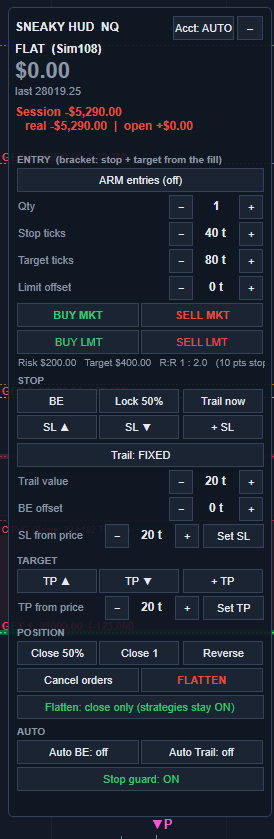 SNEAKY HUD NQ
Acct: AUTO
–
FLAT (Sim108)
$0.00
last 28019.25
Session -$5,290.00
real -$5,290.00 | open +$0.00
ENTRY (bracket: stop + target from the fill)
ARM entries (off)
Qty – 1 +
Stop ticks – 40 t +
Target ticks – 80 t +
Limit offset – 0 t +
BUY MKT SELL MKT
BUY LMT SELL LMT
Risk $200.00 Target $400.00 R:R 1 : 2.0 (10 pts stop
STOP
BE Lock 50% Trail now
SL ▲ SL ▼ + SL
Trail: FIXED
Trail value – 20 t +
BE offset – 0 t +
SL from price – 20 t + Set SL
TARGET
TP ▲ TP ▼ + TP
TP from price – 20 t + Set TP
POSITION
Close 50% Close 1 Reverse
Cancel orders FLATTEN
Flatten: close only (strategies stay ON)
AUTO
Auto BE: off Auto Trail: off
Stop guard: ON
▼P